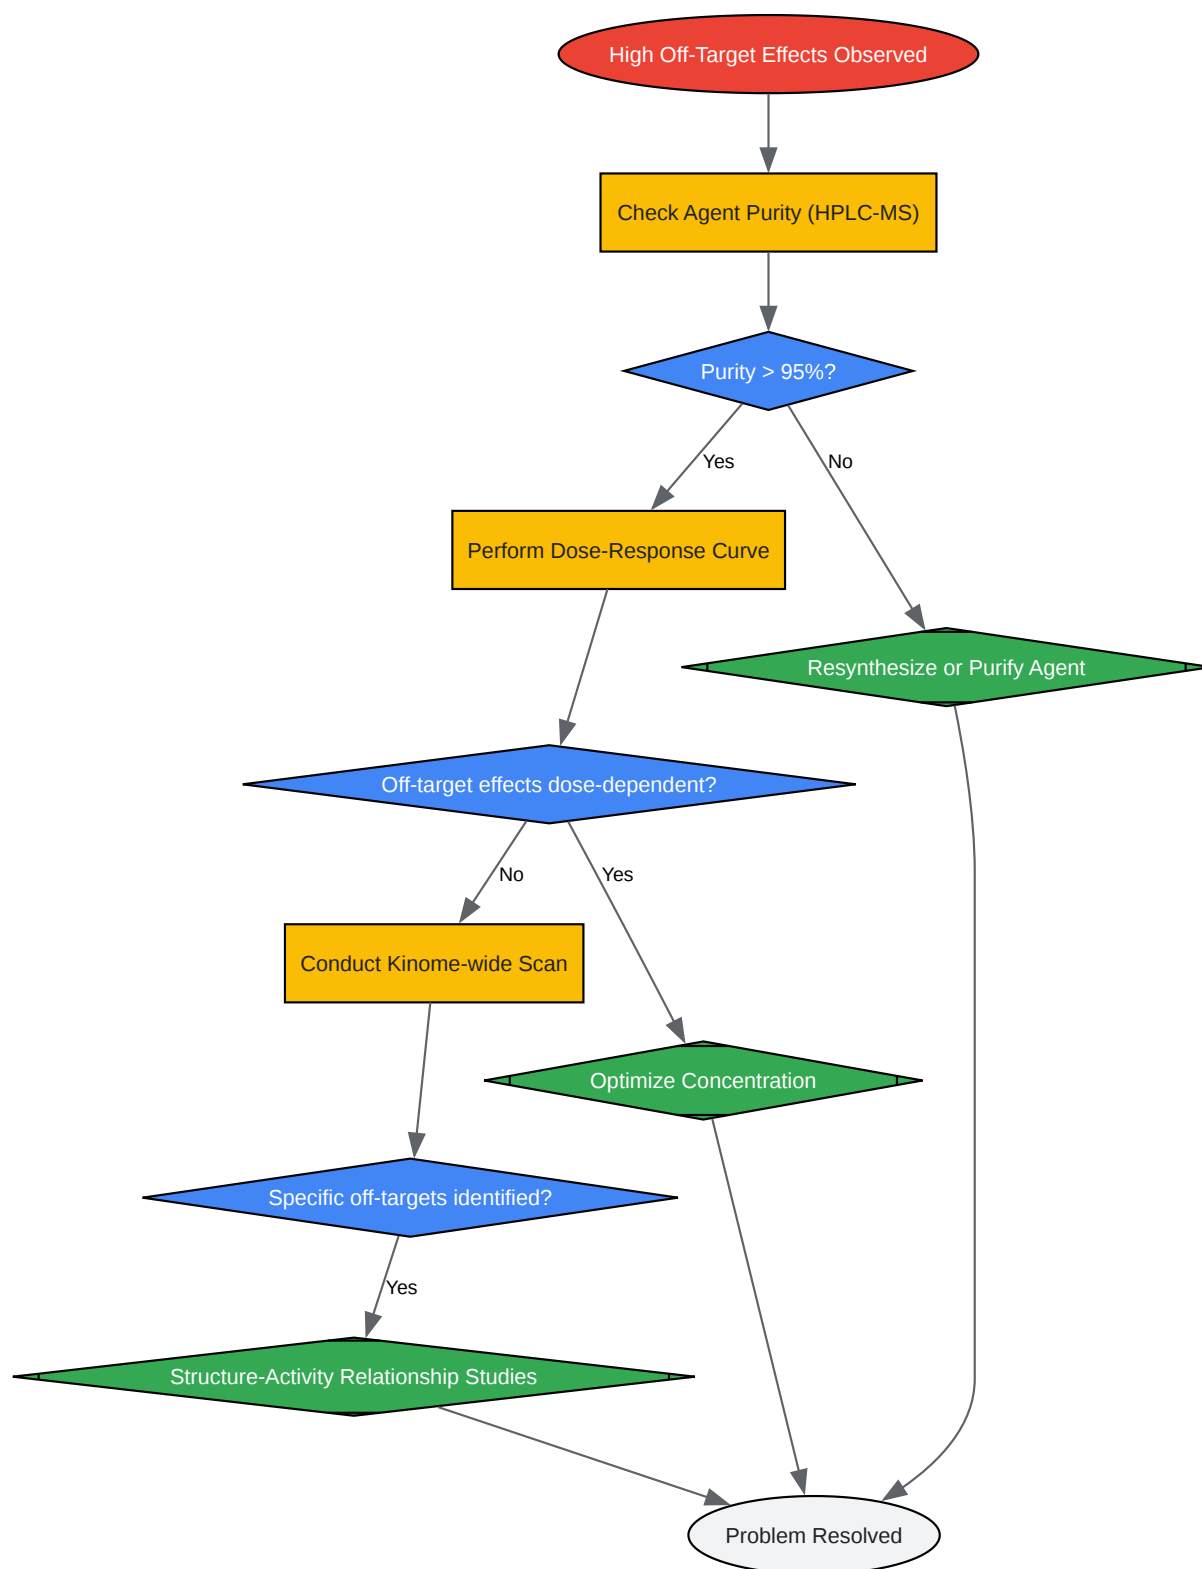 High Off-Target Effects Observed
Check Agent Purity (HPLC-MS)
Purity > 95%?
Yes
No
Perform Dose-Response Curve
Resynthesize or Purify Agent
Off-target effects dose-dependent?
No
Yes
Conduct Kinome-wide Scan
Optimize Concentration
Specific off-targets identified?
Yes
Structure-Activity Relationship Studies
Problem Resolved